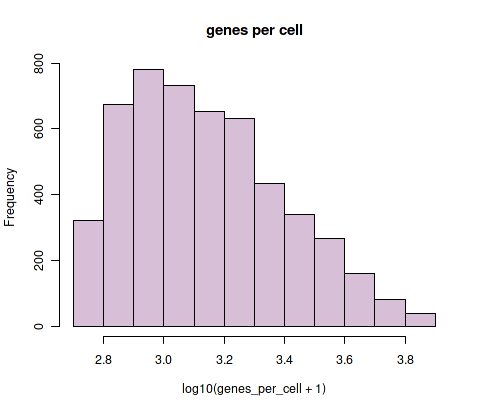 genes per cell
Frequency
800
600
400
200
0
2.8 3.0 3.2 3.4 3.6 3.8
log10(genes_per_cell + 1)